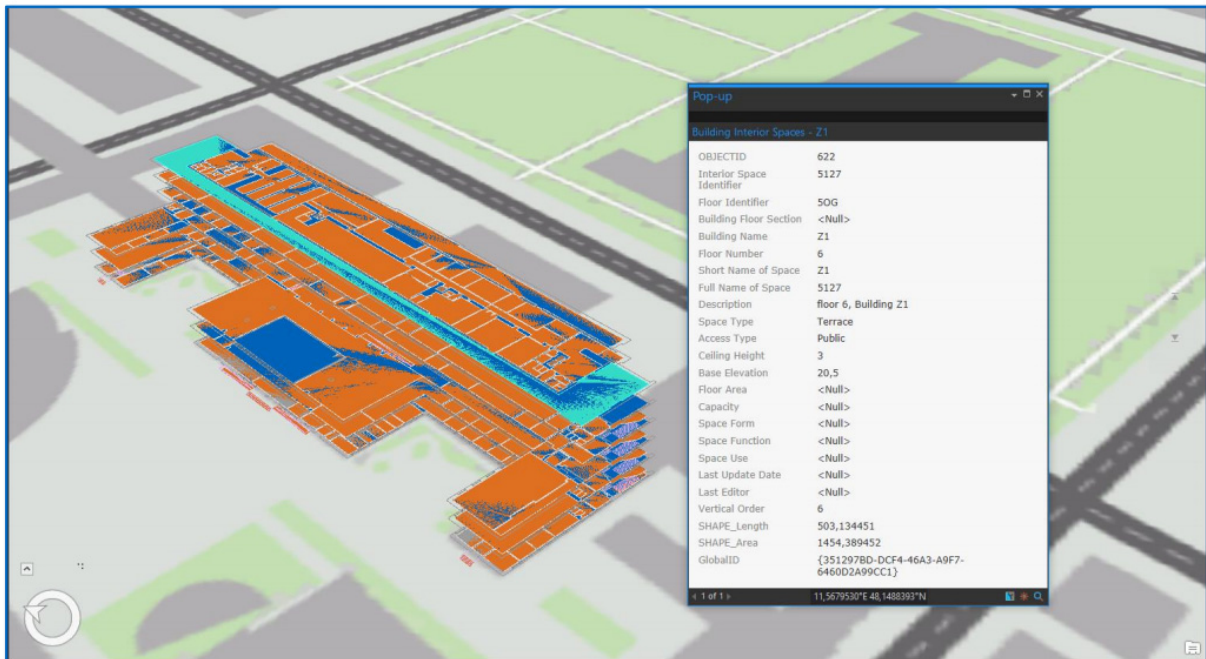 Pop-up
Building Interior Spaces - Z1
OBJECTID 622
Interior Space 5127
Identifier
Floor Identifier 5OG
Building Floor Section <Null>
Building Name Z1
Floor Number 6
Short Name of Space Z1
Full Name of Space 5127
Description floor 6, Building Z1
Space Type Terrace
Access Type Public
Ceiling Height 3
Base Elevation 20,5
Floor Area <Null>
Capacity <Null>
Space Form <Null>
Space Function <Null>
Space Use <Null>
Last Update Date <Null>
Last Editor <Null>
Vertical Order 6
SHAPE_Length 503,134451
SHAPE_Area 1454,389452
GlobalID {351297BD-DCF4-46A3-A9F7-
6460D2A99CC1}
1 of 1 11,5679530°E 48,1488393°N